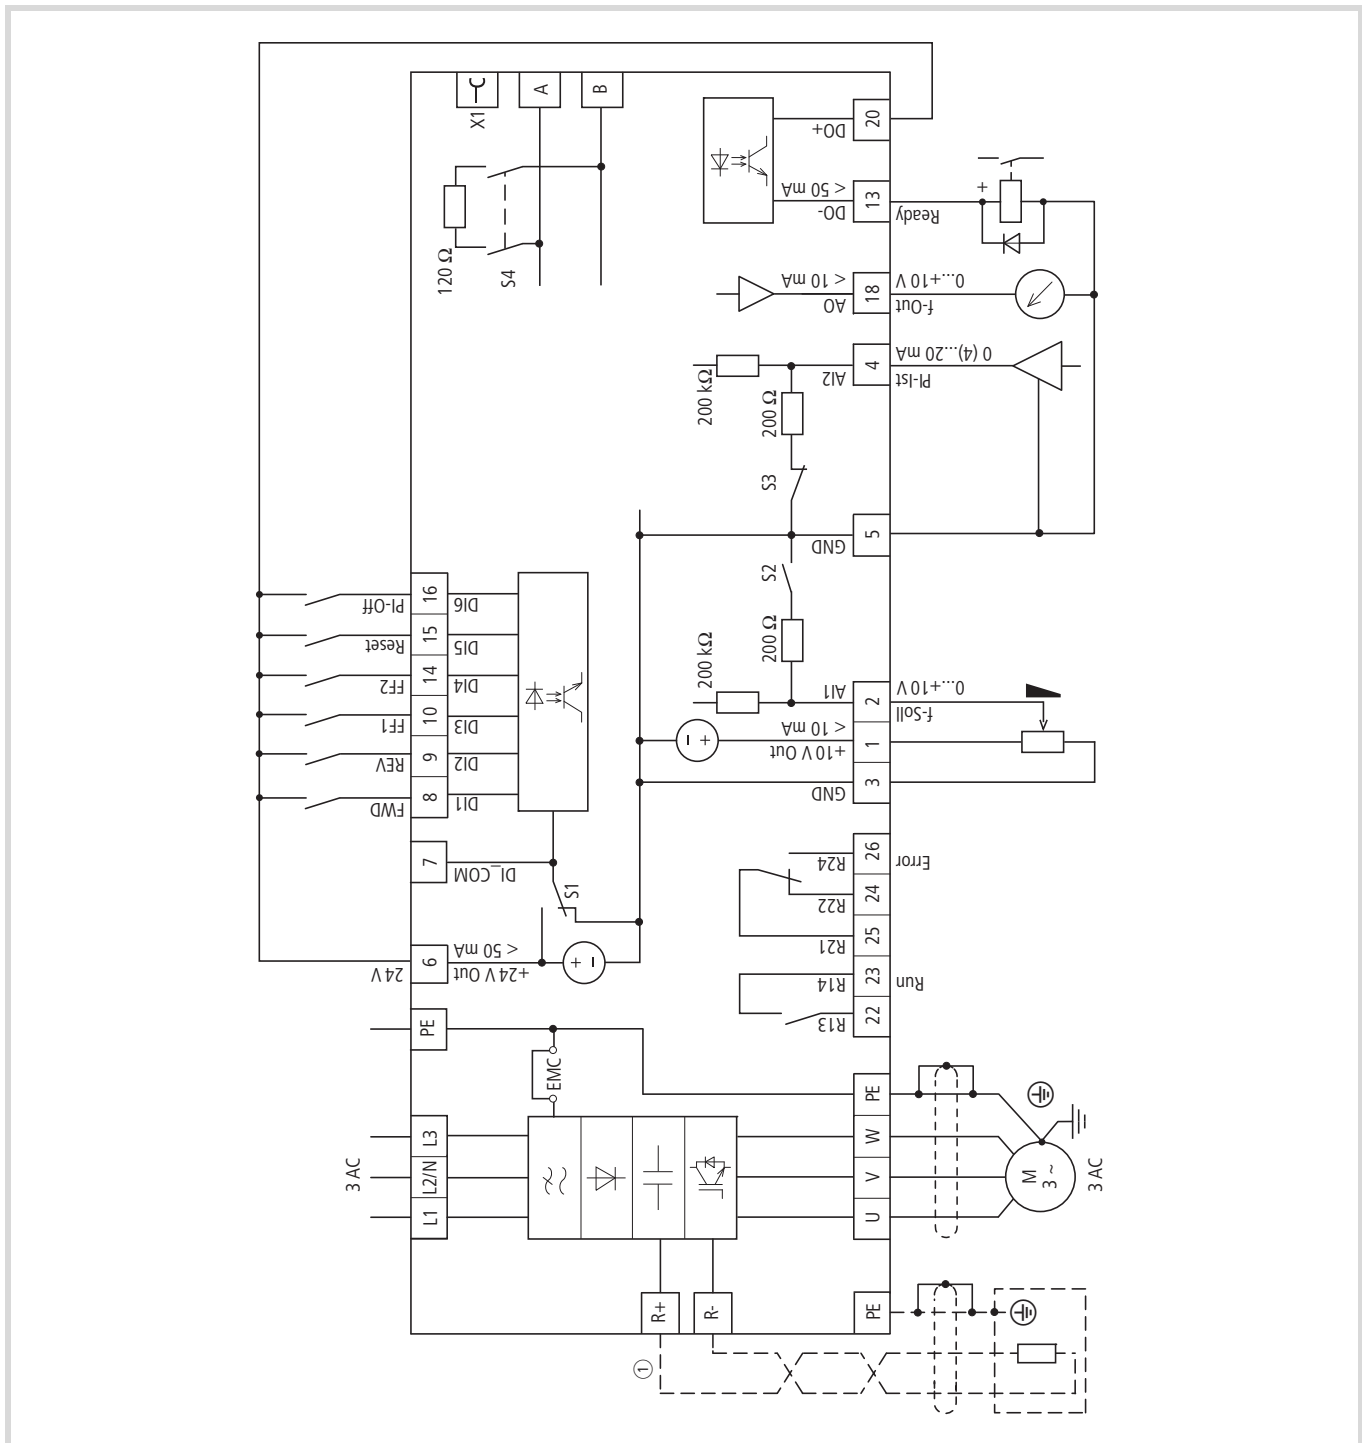 X1
A
B
120 Ω
S4
20
DO+
13
DO-
< 50 mA
Ready
+
18
AO
< 10 mA
f-Out
0...+10 V
4
AI2
PI-Ist
0 (4)...20 mA
200 kΩ
200 Ω
S3
5
GND
S2
200 Ω
200 kΩ
16
DI6
PI-Off
15
DI5
Reset
14
DI4
FF2
10
DI3
FF1
9
DI2
REV
8
DI1
FWD
7
DI_COM
S1
6
+24 V Out
< 50 mA
24 V
+ -
2
AI1
f-Soll
0...+10 V
1
+10 V Out
< 10 mA
- +
3
GND
26
R24
Error
24
R22
25
R21
23
R14
Run
22
R13
PE
EMC
L3
L2/N
L1
3 AC
PE
W
V
U
M
3 ~
3 AC
R+
R-
PE
1